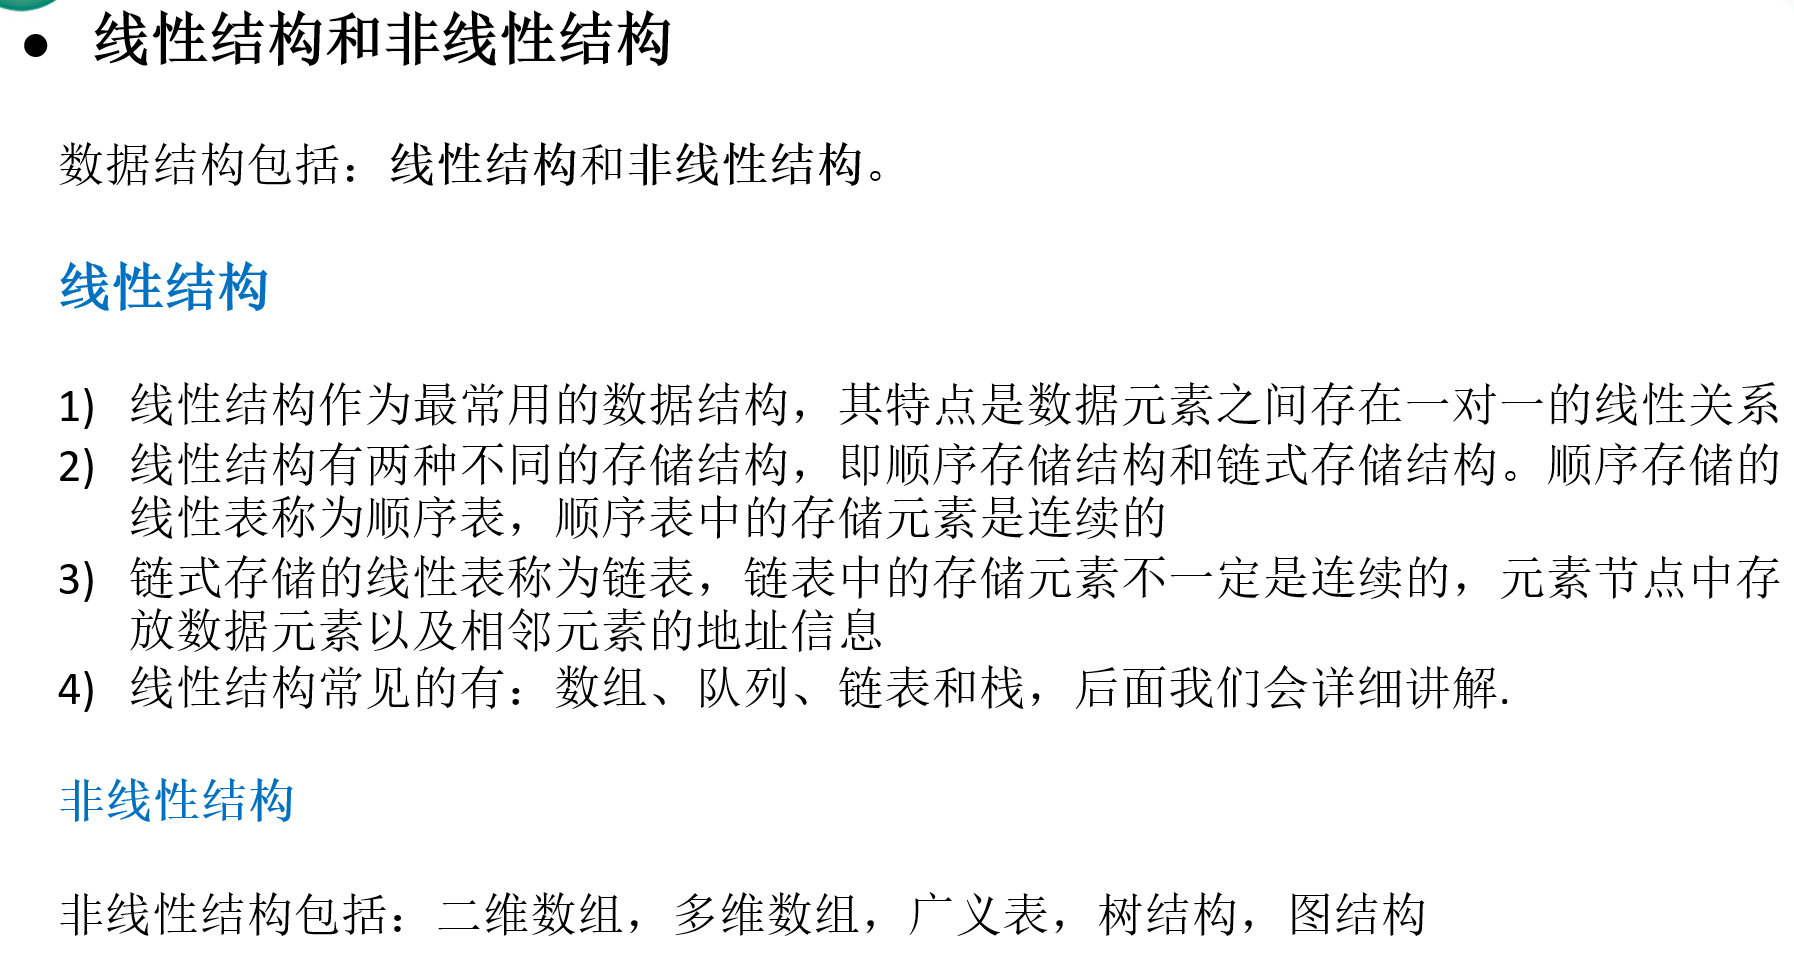 ● 线性结构和非线性结构
数据结构包括：线性结构和非线性结构。
线性结构
1) 线性结构作为最常用的数据结构，其特点是数据元素之间存在一对一的线性关系
2) 线性结构有两种不同的存储结构，即顺序存储结构和链式存储结构。顺序存储的
线性表称为顺序表，顺序表中的存储元素是连续的
3) 链式存储的线性表称为链表，链表中的存储元素不一定是连续的，元素节点中存
放数据元素以及相邻元素的地址信息
4) 线性结构常见的有：数组、队列、链表和栈，后面我们会详细讲解.
非线性结构
非线性结构包括：二维数组，多维数组，广义表，树结构，图结构